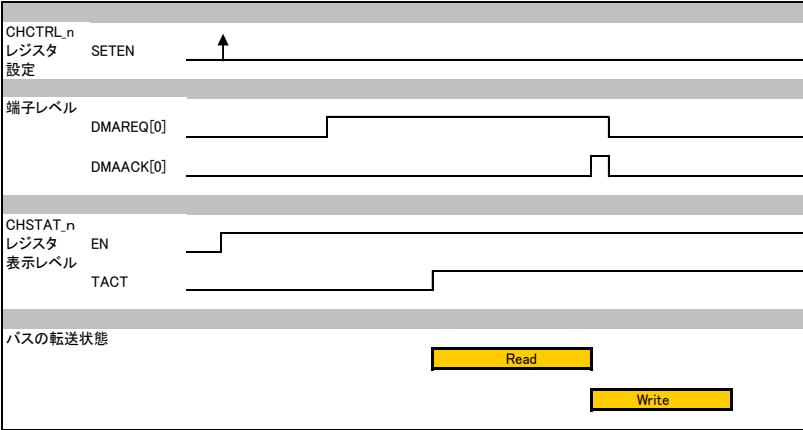 CHCTRL_n
レジスタ
設定
SETEN
端子レベル
DMAREQ[0]
DMAACK[0]
CHSTAT_n
レジスタ
表示レベル
EN
TACT
バスの転送状態
Read
Write